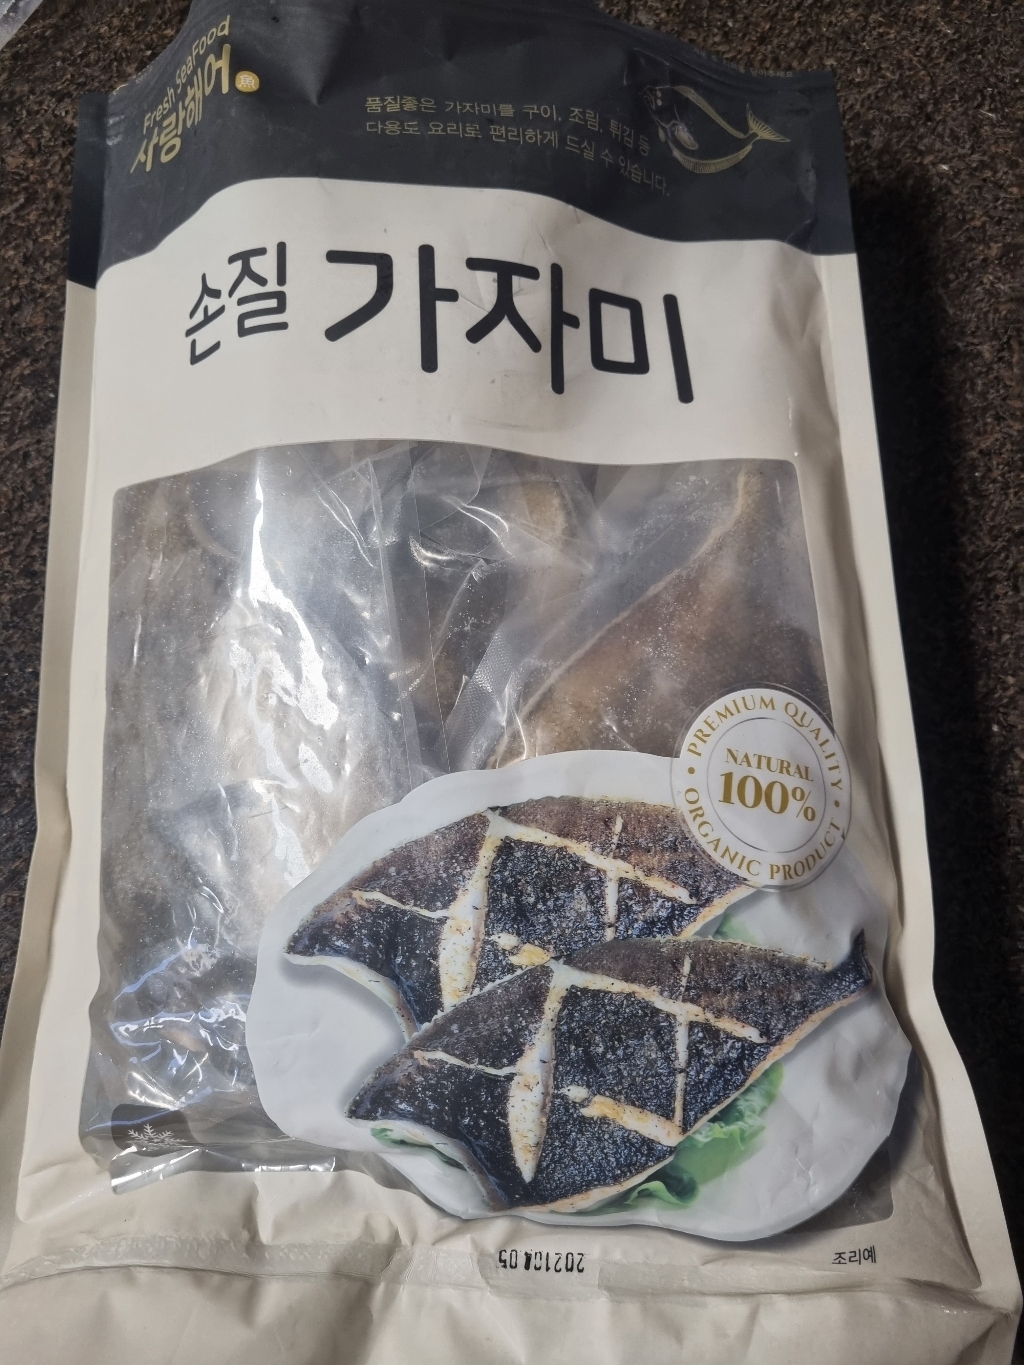 Fresh SeaFood
사랑해어
魚
품질좋은 가자미를 구이, 조림, 튀김 등
다용도 요리로 편리하게 드실 수 있습니다.
손질 가자미
PREMIUM QUALITY
NATURAL
100%
ORGANIC PRODUCT
조리예